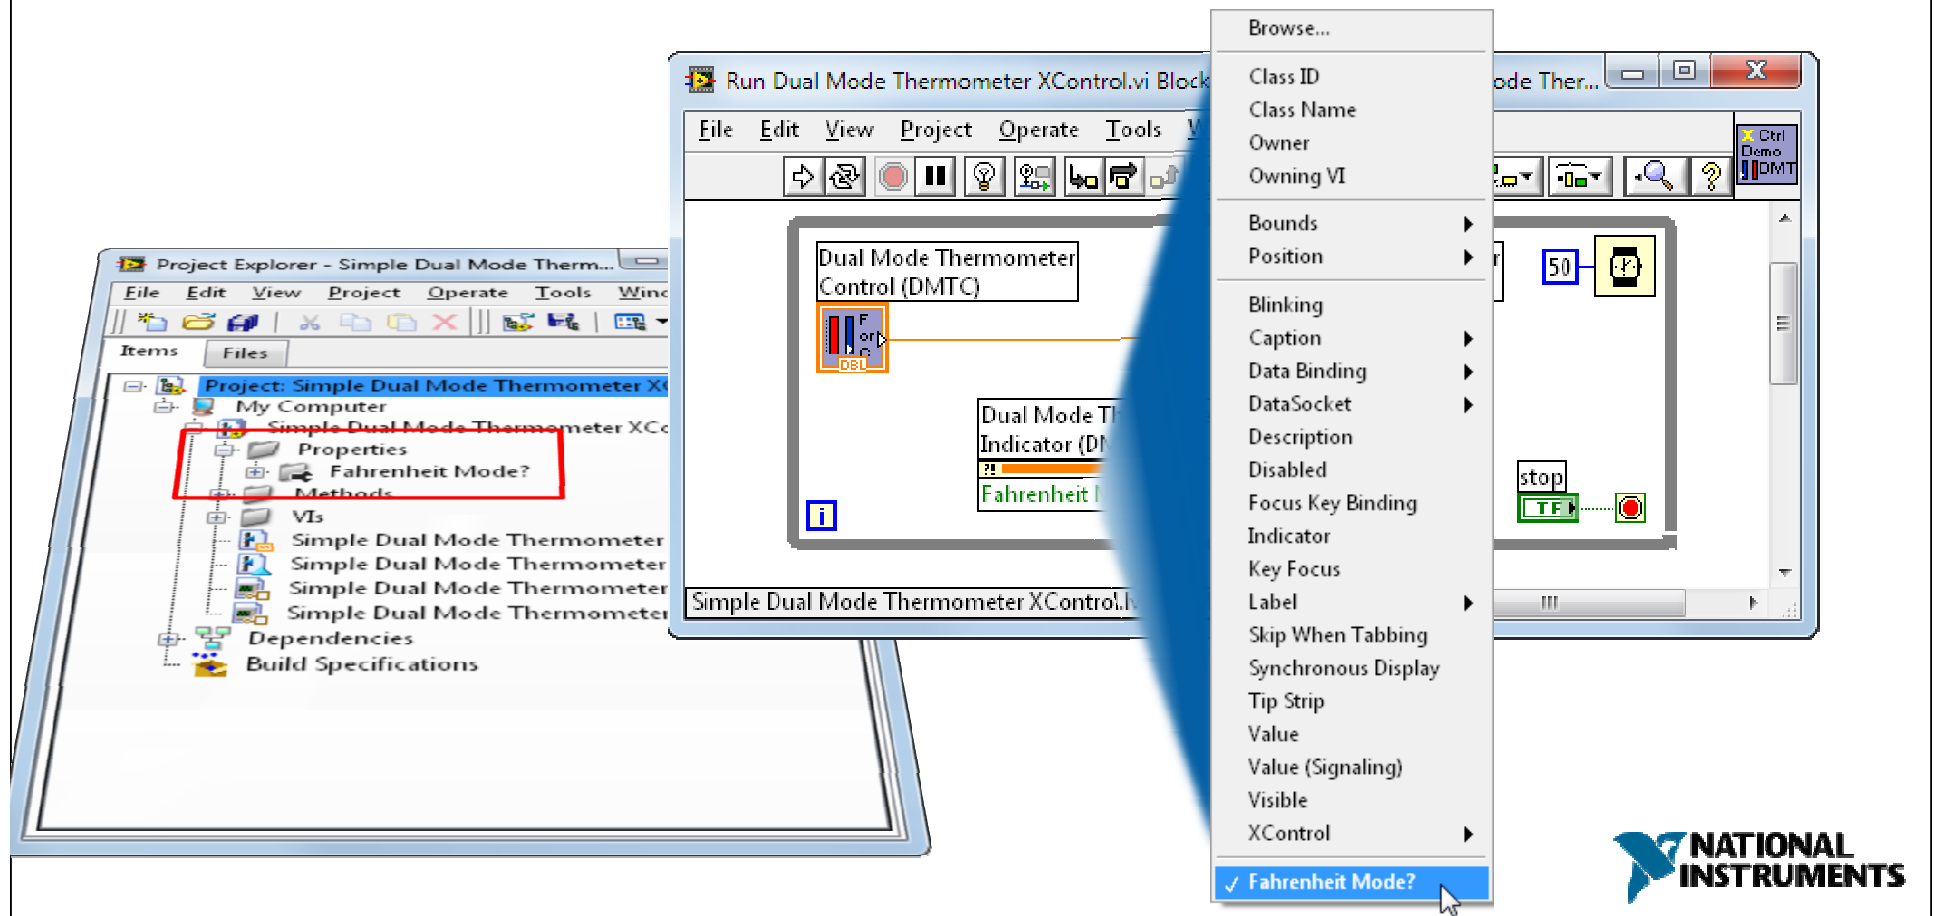 Project Explorer - Simple Dual Mode Therm...
File Edit View Project Operate Tools Winc
Items Files
Project: Simple Dual Mode Thermometer XC
My Computer
Simple Dual Mode Thermometer XCo
Properties
Fahrenheit Mode?
Methods
VIs
Simple Dual Mode Thermometer
Simple Dual Mode Thermometer
Simple Dual Mode Thermometer
Simple Dual Mode Thermometer
Dependencies
Build Specifications
Run Dual Mode Thermometer XControl.vi Block
ode Ther...
File Edit View Project Operate Tools
Ctrl
Demo
DMT
Dual Mode Thermometer
Control (DMTC)
F
or
C
DBL
50
Dual Mode Th
Indicator (DM
?!
Fahrenheit
i
stop
TF
Simple Dual Mode Thermometer XControl.lv
Browse...
Class ID
Class Name
Owner
Owning VI
Bounds
Position
Blinking
Caption
Data Binding
DataSocket
Description
Disabled
Focus Key Binding
Indicator
Key Focus
Label
Skip When Tabbing
Synchronous Display
Tip Strip
Value
Value (Signaling)
Visible
XControl
Fahrenheit Mode?
NATIONAL
INSTRUMENTS